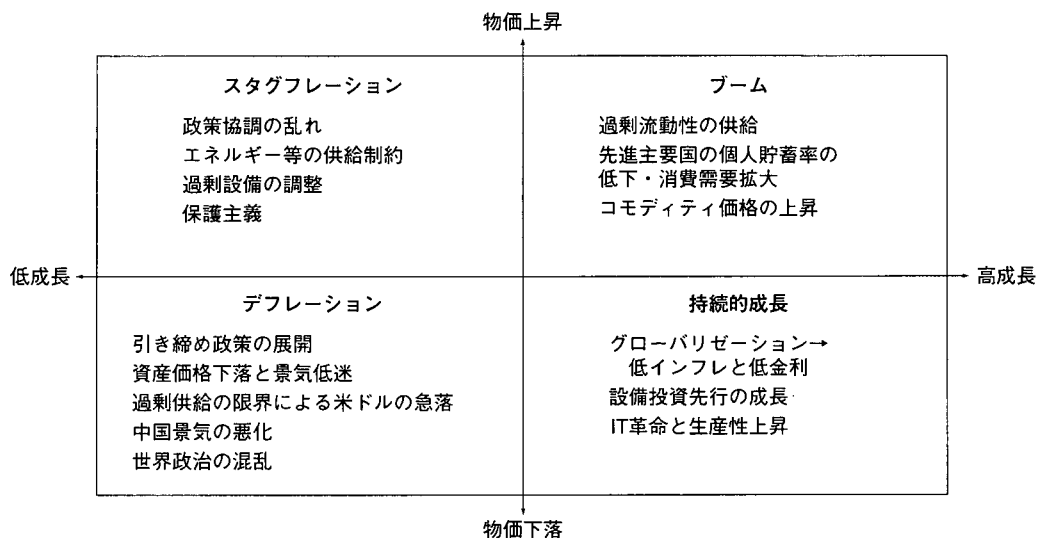 物価上昇
スタグフレーション
政策協調の乱れ
エネルギー等の供給制約
過剰設備の調整
保護主義
ブーム
過剰流動性の供給
先進主要国の個人貯蓄率の
低下・消費需要拡大
コモディティ価格の上昇
低成長
高成長
デフレーション
引き締め政策の展開
資産価格下落と景気低迷
過剰供給の限界による米ドルの急落
中国景気の悪化
世界政治の混乱
持続的成長
グローバリゼーション→
低インフレと低金利
設備投資先行の成長
IT革命と生産性上昇
物価下落